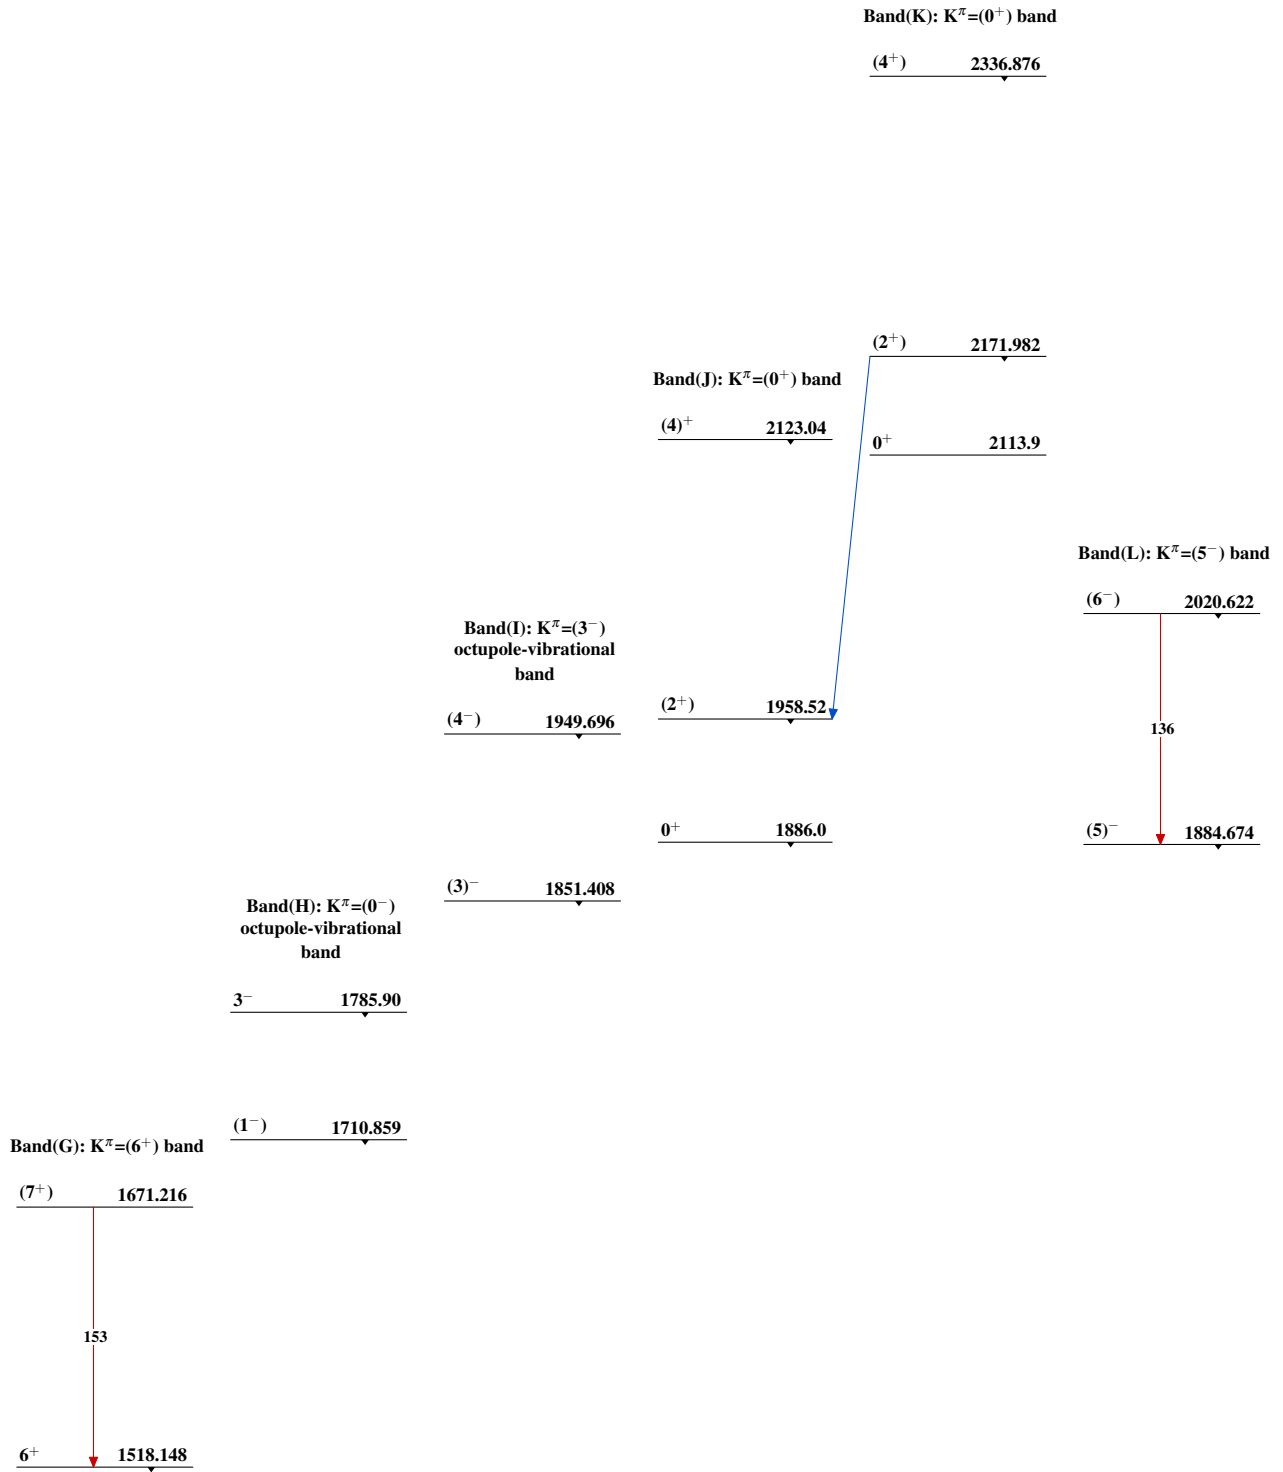 Band(K): K^π=(0⁺) band
(4⁺) 2336.876
(2⁺) 2171.982
0⁺ 2113.9
Band(J): K^π=(0⁺) band
(4)⁺ 2123.04
(2⁺) 1958.52
0⁺ 1886.0
Band(L): K^π=(5⁻) band
(6⁻) 2020.622
136
(5)⁻ 1884.674
Band(I): K^π=(3⁻)
octupole-vibrational
band
(4⁻) 1949.696
(3)⁻ 1851.408
Band(H): K^π=(0⁻)
octupole-vibrational
band
3⁻ 1785.90
(1⁻) 1710.859
Band(G): K^π=(6⁺) band
(7⁺) 1671.216
153
6⁺ 1518.148